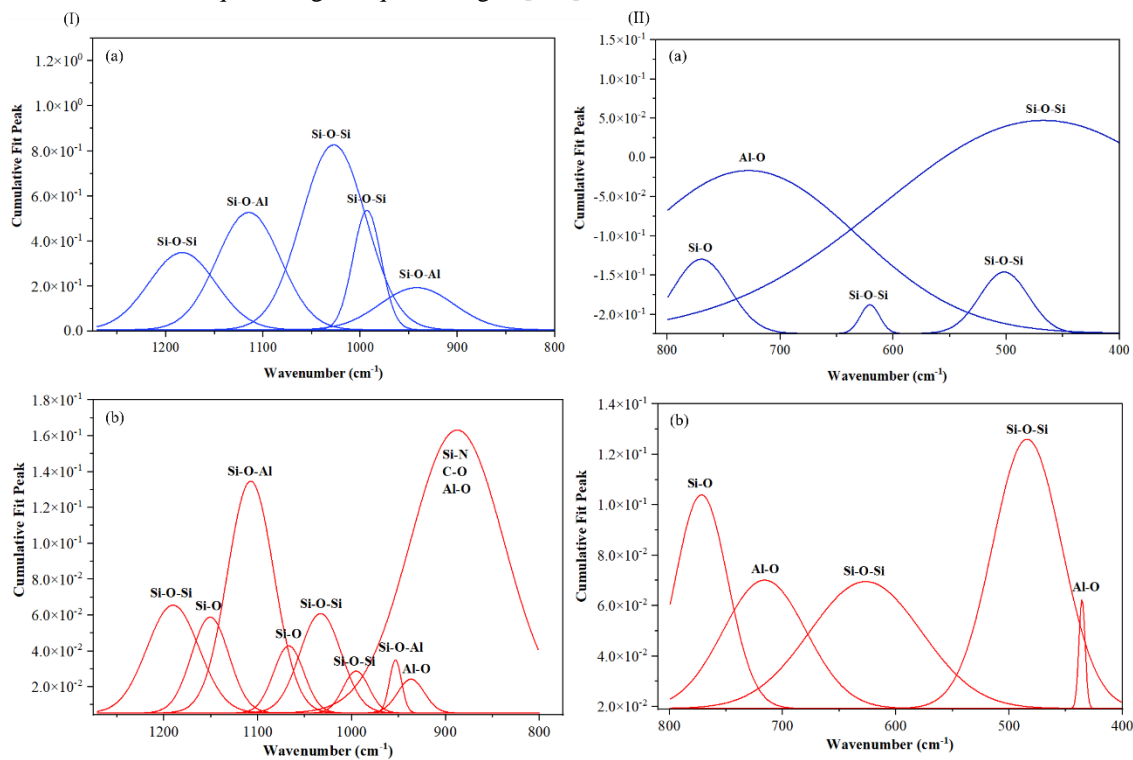 (I)
(a)
1.2×10⁰
1.0×10⁰
8.0×10⁻¹
6.0×10⁻¹
4.0×10⁻¹
2.0×10⁻¹
0.0
Cumulative Fit Peak
Si-O-Si
Si-O-Al
Si-O-Si
Si-O-Si
Si-O-Al
1200
1100
1000
900
800
Wavenumber (cm⁻¹)
(II)
(a)
1.5×10⁻¹
1.0×10⁻¹
5.0×10⁻²
0.0
-5.0×10⁻²
-1.0×10⁻¹
-1.5×10⁻¹
-2.0×10⁻¹
Cumulative Fit Peak
Si-O
Al-O
Si-O-Si
Si-O-Si
Si-O-Si
800
700
600
500
400
Wavenumber (cm⁻¹)
(b)
1.8×10⁻¹
1.6×10⁻¹
1.4×10⁻¹
1.2×10⁻¹
1.0×10⁻¹
8.0×10⁻²
6.0×10⁻²
4.0×10⁻²
2.0×10⁻²
Cumulative Fit Peak
Si-O-Si
Si-O
Si-O-Al
Si-O
Si-O-Si
Si-O-Si
Si-O-Al
Al-O
Si-N
C-O
Al-O
1200
1100
1000
900
800
Wavenumber (cm⁻¹)
(b)
1.4×10⁻¹
1.2×10⁻¹
1.0×10⁻¹
8.0×10⁻²
6.0×10⁻²
4.0×10⁻²
2.0×10⁻²
Cumulative Fit Peak
Si-O
Al-O
Si-O-Si
Si-O-Si
Al-O
800
700
600
500
400
Wavenumber (cm⁻¹)